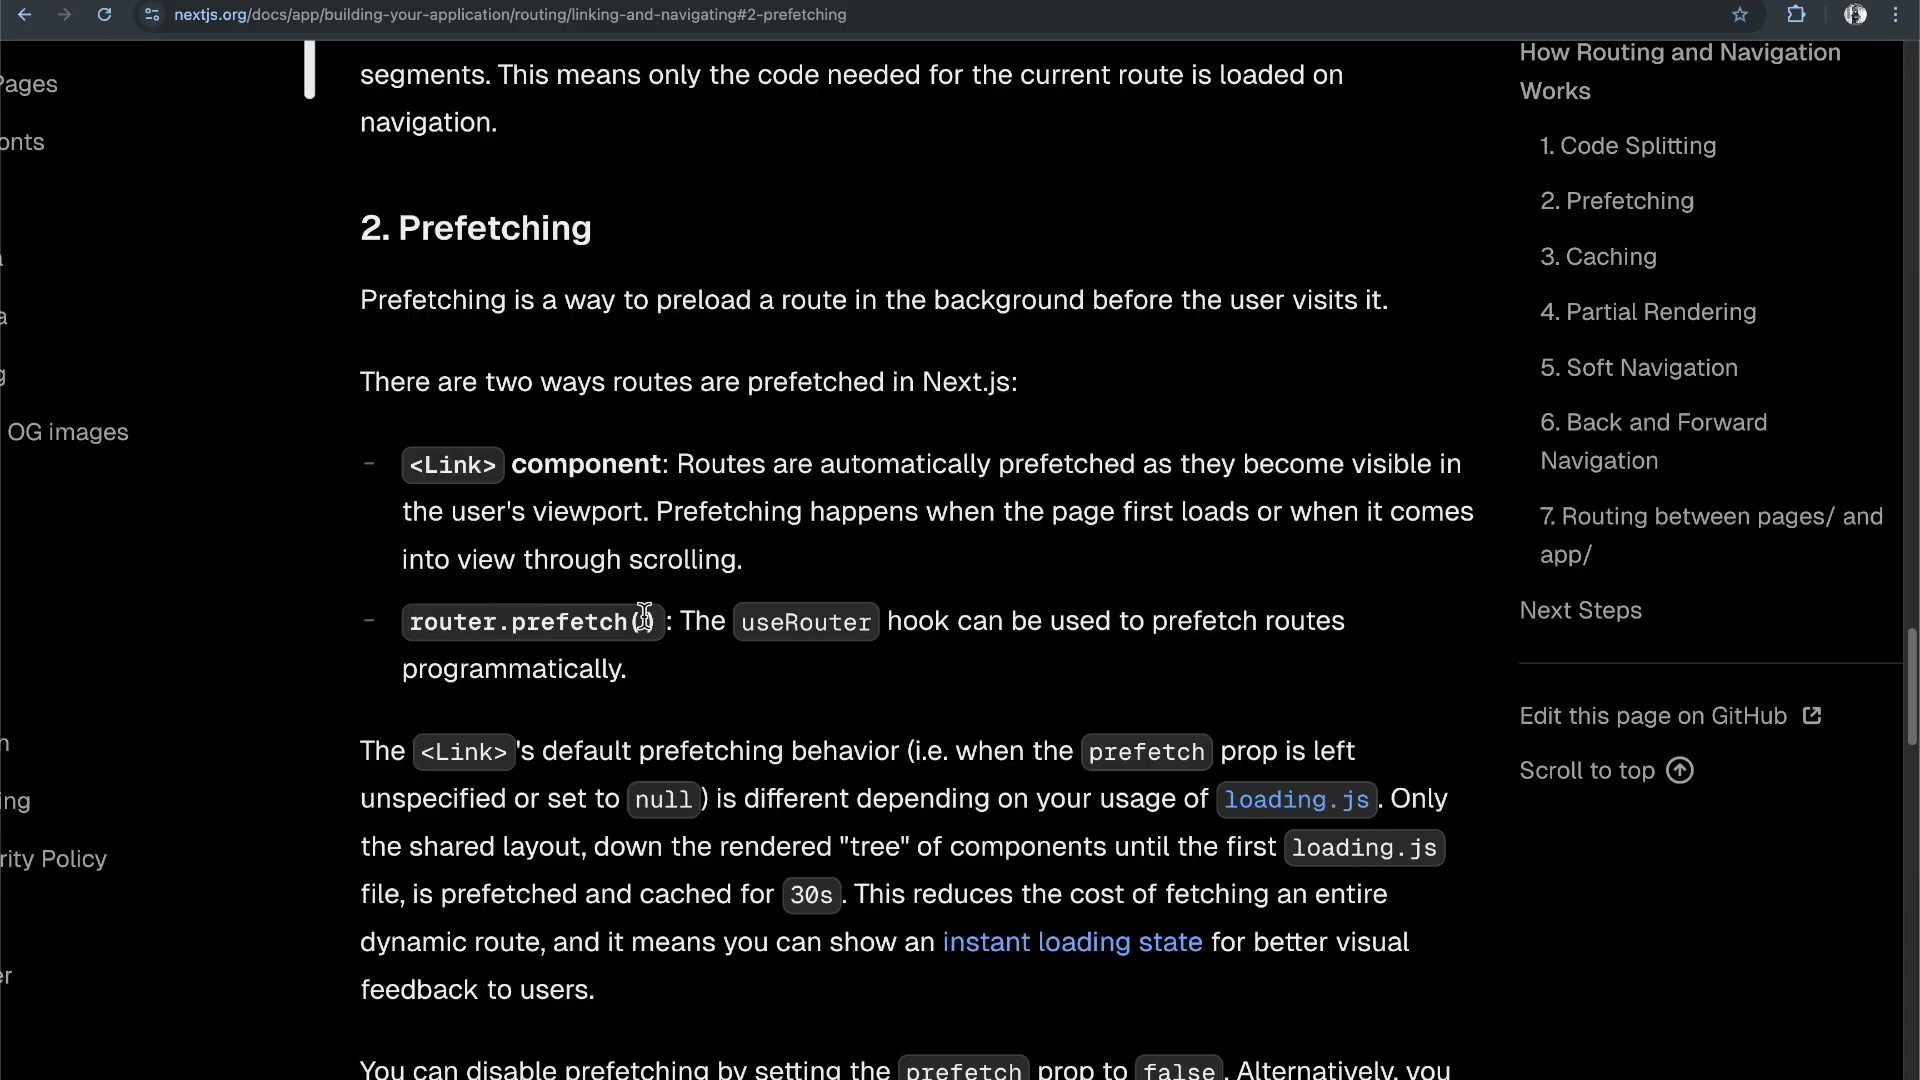 nextjs.org/docs/app/building-your-application/routing/linking-and-navigating#2-prefetching
Pages
onts
OG images
ing
rity Policy
er
segments. This means only the code needed for the current route is loaded on
navigation.
2. Prefetching
Prefetching is a way to preload a route in the background before the user visits it.
There are two ways routes are prefetched in Next.js:
- <Link> component: Routes are automatically prefetched as they become visible in
the user's viewport. Prefetching happens when the page first loads or when it comes
into view through scrolling.
- router.prefetch(): The useRouter hook can be used to prefetch routes
programmatically.
The <Link>'s default prefetching behavior (i.e. when the prefetch prop is left
unspecified or set to null) is different depending on your usage of loading.js. Only
the shared layout, down the rendered "tree" of components until the first loading.js
file, is prefetched and cached for 30s. This reduces the cost of fetching an entire
dynamic route, and it means you can show an instant loading state for better visual
feedback to users.
You can disable prefetching by setting the prefetch prop to false. Alternatively, you
How Routing and Navigation
Works
1. Code Splitting
2. Prefetching
3. Caching
4. Partial Rendering
5. Soft Navigation
6. Back and Forward
Navigation
7. Routing between pages/ and
app/
Next Steps
Edit this page on GitHub
Scroll to top